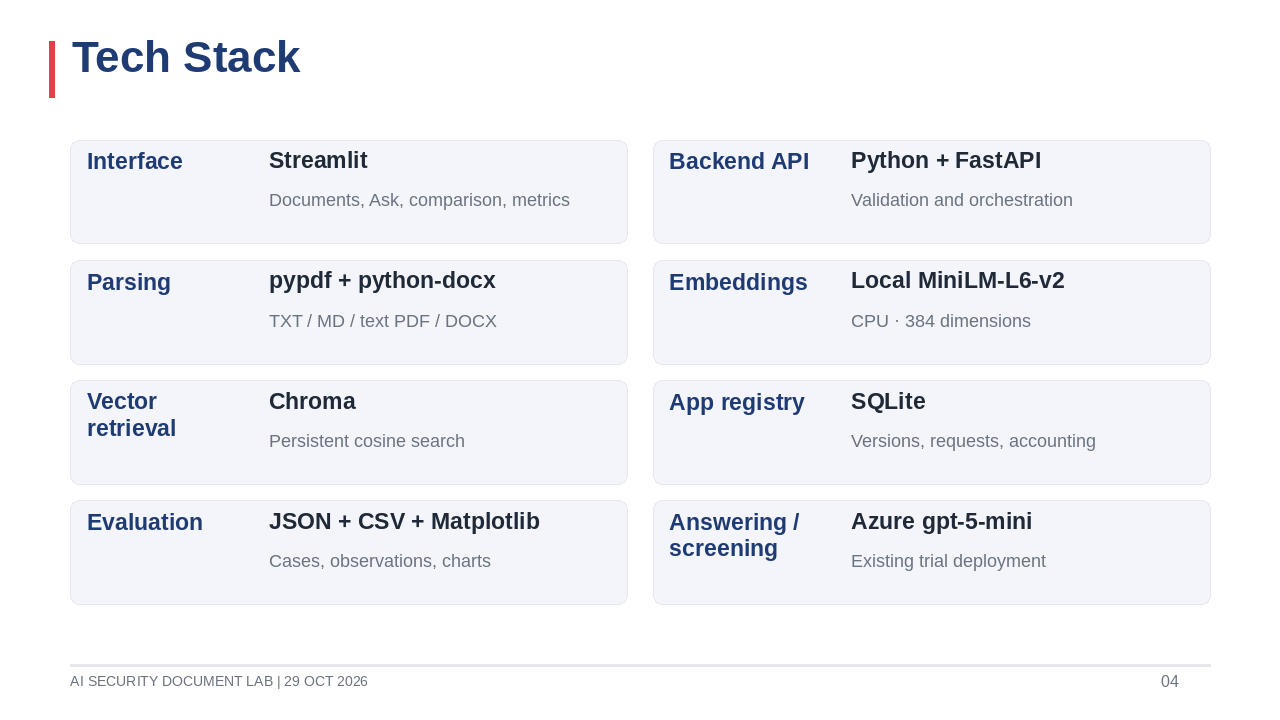 Tech Stack
Interface
Streamlit
Documents, Ask, comparison, metrics
Backend API
Python + FastAPI
Validation and orchestration
Parsing
pypdf + python-docx
TXT / MD / text PDF / DOCX
Embeddings
Local MiniLM-L6-v2
CPU · 384 dimensions
Vector
retrieval
Chroma
Persistent cosine search
App registry
SQLite
Versions, requests, accounting
Evaluation
JSON + CSV + Matplotlib
Cases, observations, charts
Answering /
screening
Azure gpt-5-mini
Existing trial deployment
AI SECURITY DOCUMENT LAB | 29 OCT 2026
04